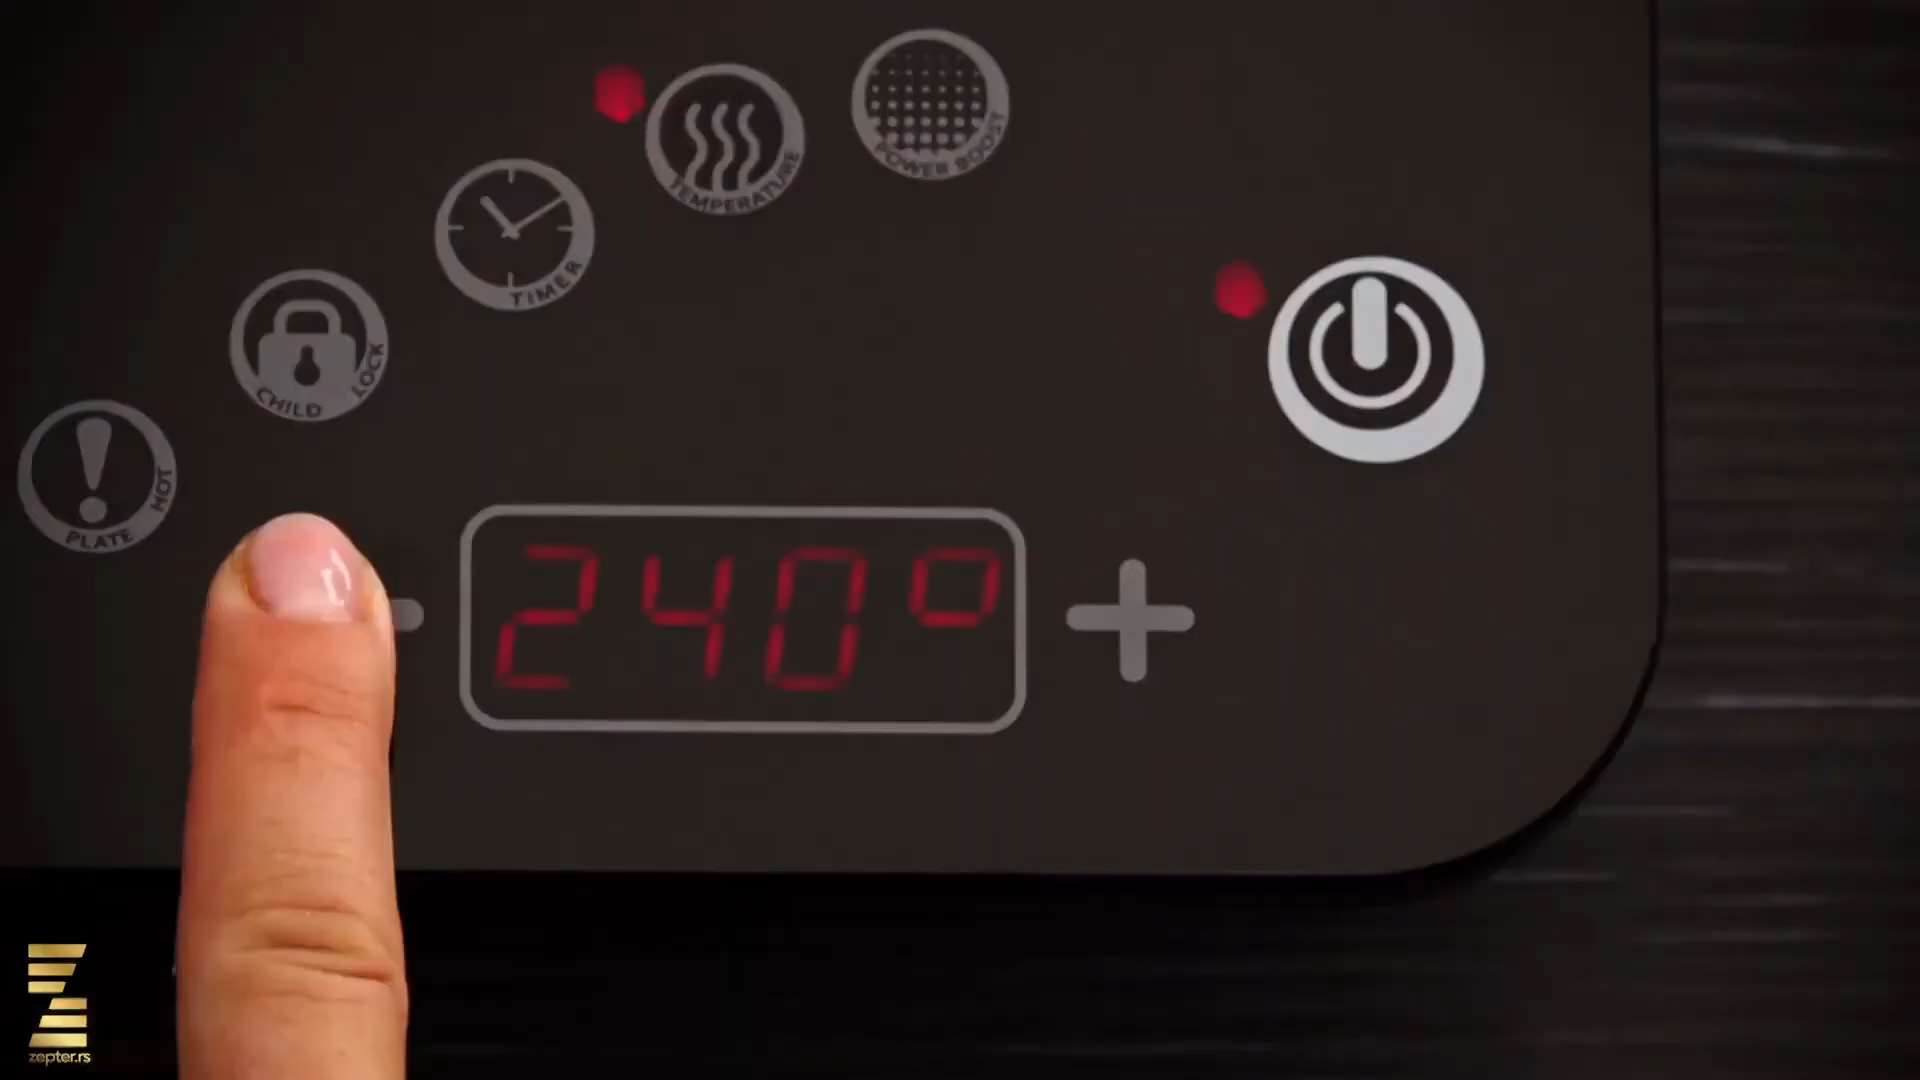 POWER BOOST
TEMPERATURE
TIMER
CHILD LOCK
PLATE HOT
240°
zepter.rs